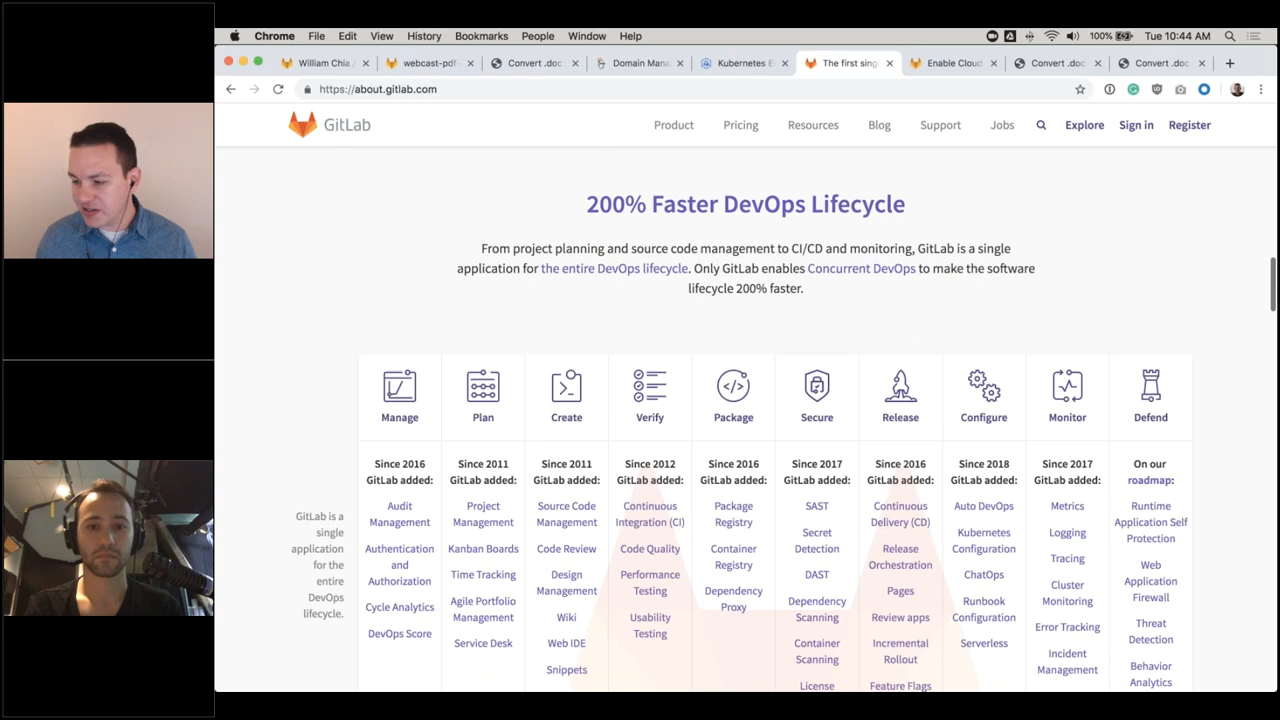 Chrome File Edit View History Bookmarks People Window Help 100% Tue 10:44 AM
William Chia / webcast-pdf- Convert .doc Domain Mana Kubernetes E The first sing Enable Cloud Convert .doc Convert .doc
https://about.gitlab.com
GitLab Product Pricing Resources Blog Support Jobs Explore Sign in Register
200% Faster DevOps Lifecycle
From project planning and source code management to CI/CD and monitoring, GitLab is a single
application for the entire DevOps lifecycle. Only GitLab enables Concurrent DevOps to make the software
lifecycle 200% faster.
Manage Plan Create Verify Package Secure Release Configure Monitor Defend
GitLab is a
single
application
for the
entire
DevOps
lifecycle.
Since 2016
GitLab added:
Audit
Management
Authentication
and
Authorization
Cycle Analytics
DevOps Score
Since 2011
GitLab added:
Project
Management
Kanban Boards
Time Tracking
Agile Portfolio
Management
Service Desk
Since 2011
GitLab added:
Source Code
Management
Code Review
Design
Management
Wiki
Web IDE
Snippets
Since 2012
GitLab added:
Continuous
Integration (CI)
Code Quality
Performance
Testing
Usability
Testing
Since 2016
GitLab added:
Package
Registry
Container
Registry
Dependency
Proxy
Since 2017
GitLab added:
SAST
Secret
Detection
DAST
Dependency
Scanning
Container
Scanning
License
Since 2016
GitLab added:
Continuous
Delivery (CD)
Release
Orchestration
Pages
Review apps
Incremental
Rollout
Feature Flags
Since 2018
GitLab added:
Auto DevOps
Kubernetes
Configuration
ChatOps
Runbook
Configuration
Serverless
Since 2017
GitLab added:
Metrics
Logging
Tracing
Cluster
Monitoring
Error Tracking
Incident
Management
On our
roadmap:
Runtime
Application Self
Protection
Web
Application
Firewall
Threat
Detection
Behavior
Analytics